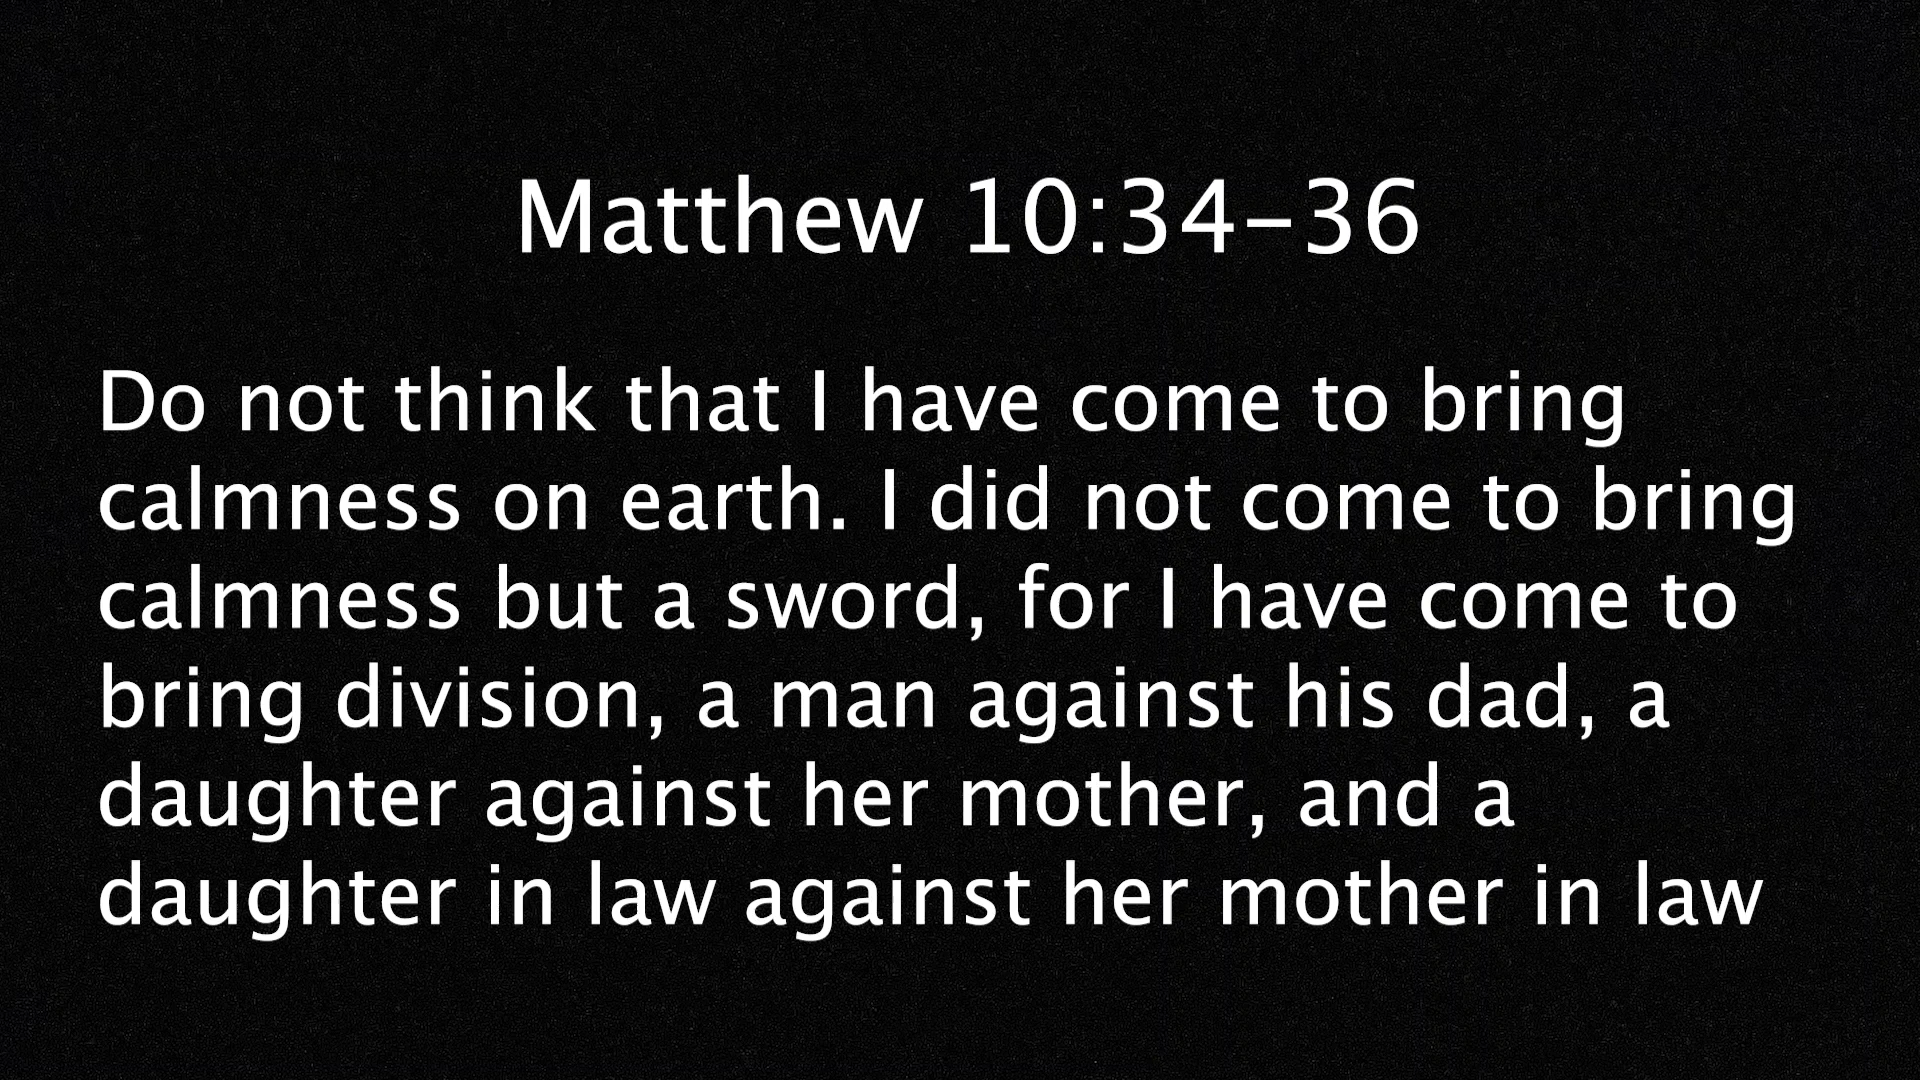 Matthew 10:34-36
Do not think that I have come to bring
calmness on earth. I did not come to bring
calmness but a sword, for I have come to
bring division, a man against his dad, a
daughter against her mother, and a
daughter in law against her mother in law